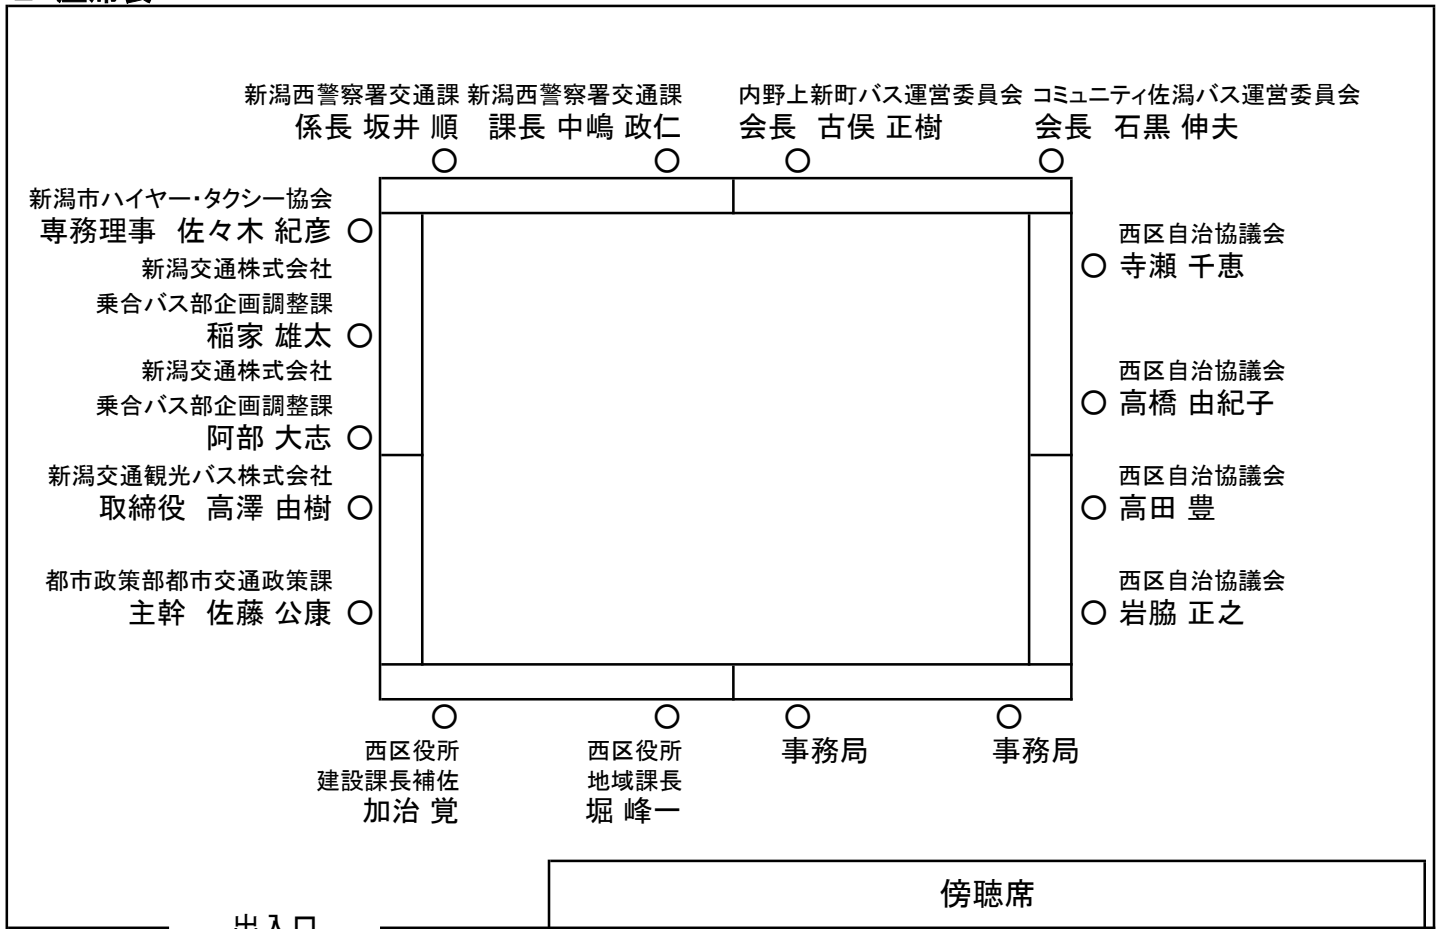 新潟西警察署交通課 新潟西警察署交通課 内野上新町バス運営委員会 コミュニティ佐潟バス運営委員会
係長 坂井 順 課長 中嶋 政仁 会長 古俣 正樹 会長 石黒 伸夫
新潟市ハイヤー・タクシー協会
専務理事 佐々木 紀彦
西区自治協議会
寺瀬 千恵
新潟交通株式会社
乗合バス部企画調整課
稲家 雄太
新潟交通株式会社
乗合バス部企画調整課
阿部 大志
西区自治協議会
高橋 由紀子
新潟交通観光バス株式会社
取締役 高澤 由樹
西区自治協議会
高田 豊
都市政策部都市交通政策課
主幹 佐藤 公康
西区自治協議会
岩脇 正之
西区役所
建設課長補佐
加治 覚
西区役所
地域課長
堀 峰一
事務局
事務局
傍聴席
出入口